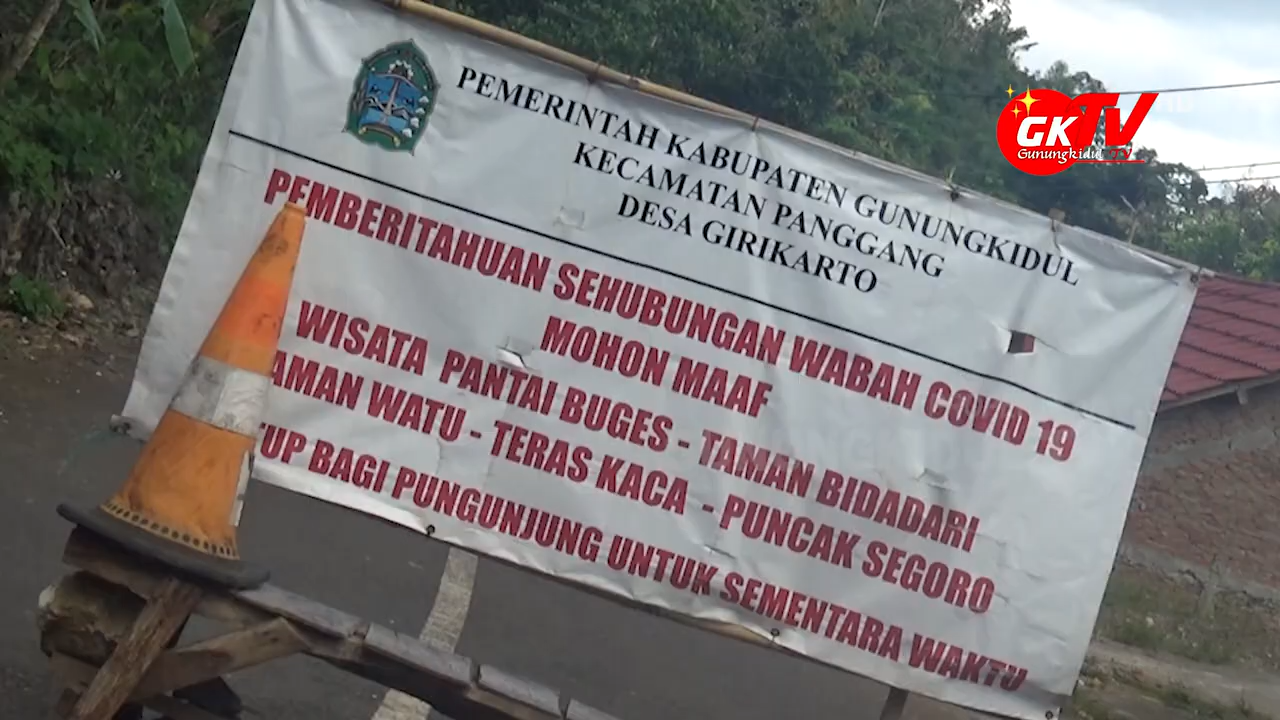 PEMERINTAH KABUPATEN GUNUNGKIDUL
KECAMATAN PANGGANG
DESA GIRIKARTO
PEMBERITAHUAN SEHUBUNGAN WABAH COVID 19
MOHON MAAF
WISATA PANTAI BUGES - TAMAN BIDADARI
AMAN WATU - TERAS KACA - PUNCAK SEGORO
TUP BAGI PUNGUNJUNG UNTUK SEMENTARA WAKTU
GKTV
Gunungkidul TV